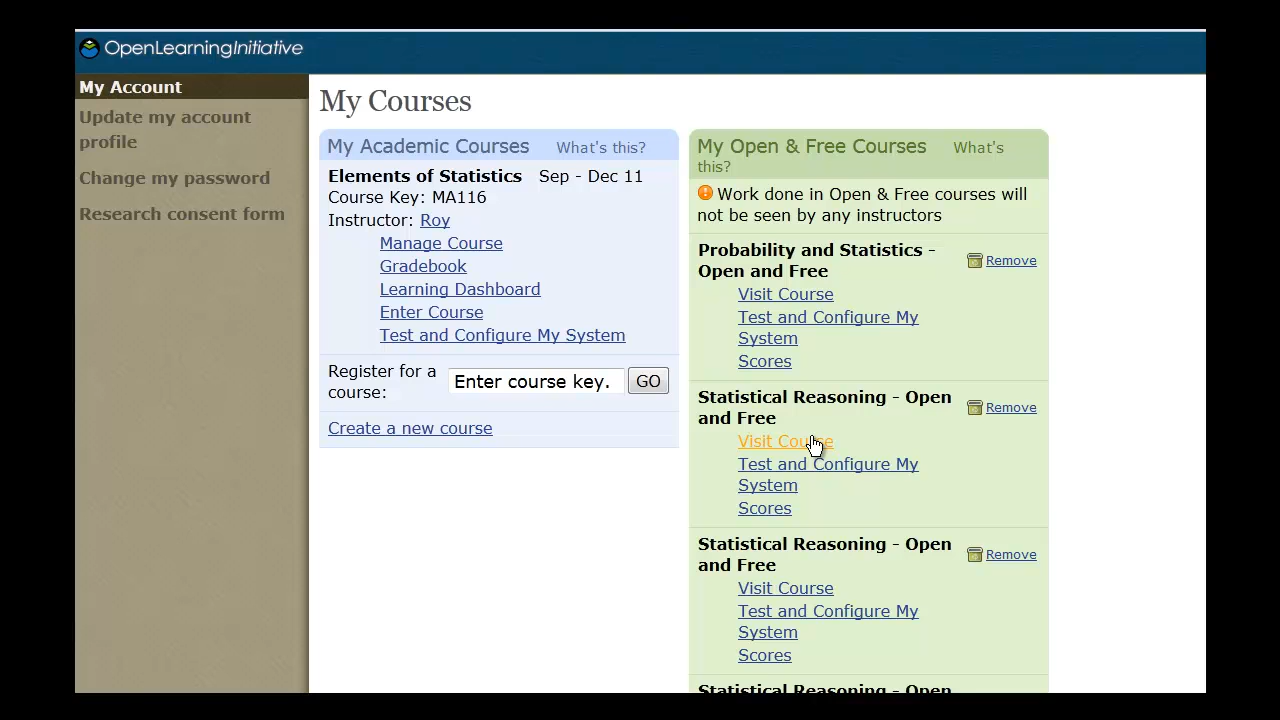 OpenLearningInitiative
My Account
Update my account
profile
Change my password
Research consent form
My Courses
My Academic Courses What's this?
Elements of Statistics Sep - Dec 11
Course Key: MA116
Instructor: Roy
Manage Course
Gradebook
Learning Dashboard
Enter Course
Test and Configure My System
Register for a
course:
Enter course key. GO
Create a new course
My Open & Free Courses What's
this?
Work done in Open & Free courses will
not be seen by any instructors
Probability and Statistics -
Open and Free
Remove
Visit Course
Test and Configure My
System
Scores
Statistical Reasoning - Open
and Free
Remove
Visit Course
Test and Configure My
System
Scores
Statistical Reasoning - Open
and Free
Remove
Visit Course
Test and Configure My
System
Scores
Statistical Reasoning - Open